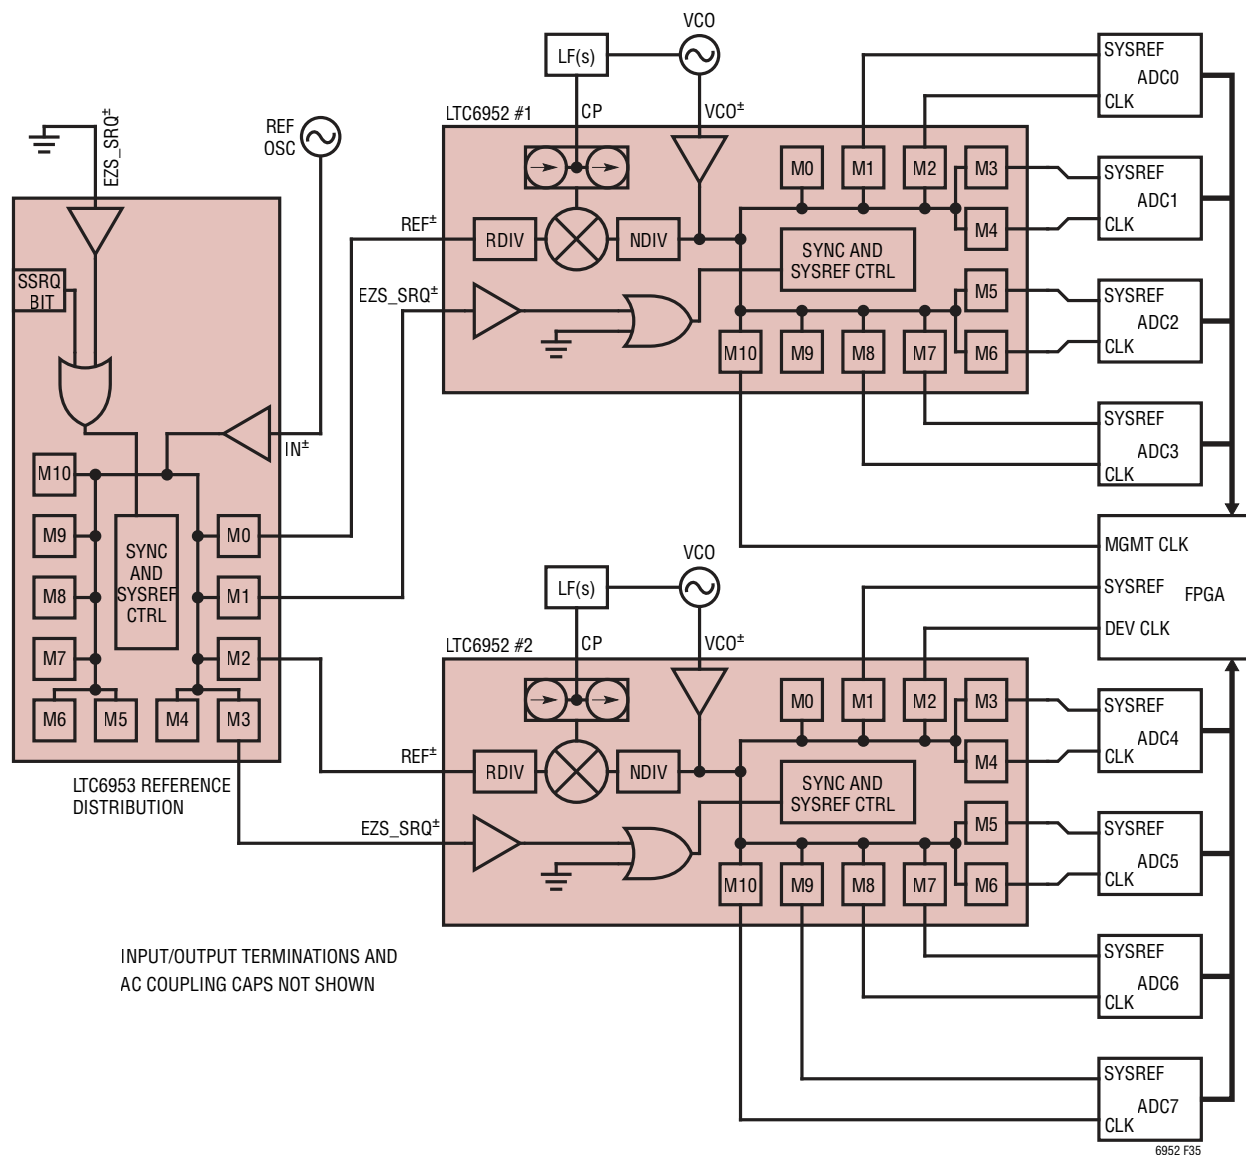 VCO
LF(s)
SYSREF
ADC0
CLK
LTC6952 #1
CP
VCO±
REF
OSC
EZS_SRQ±
M0
M1
M2
M3
SYSREF
ADC1
CLK
REF±
RDIV
NDIV
M4
SYNC AND
SYSREF CTRL
SSRQ
BIT
EZS_SRQ±
M5
SYSREF
ADC2
CLK
M10
M9
M8
M7
M6
SYSREF
ADC3
CLK
IN±
M10
M9
M8
M7
M6
M5
M4
M3
M0
M1
M2
SYNC
AND
SYSREF
CTRL
LTC6953 REFERENCE
DISTRIBUTION
MGMT CLK
SYSREF
FPGA
DEV CLK
VCO
LF(s)
LTC6952 #2
CP
VCO±
M0
M1
M2
M3
SYSREF
ADC4
CLK
REF±
RDIV
NDIV
M4
SYNC AND
SYSREF CTRL
EZS_SRQ±
M5
SYSREF
ADC5
CLK
M10
M9
M8
M7
M6
SYSREF
ADC6
CLK
INPUT/OUTPUT TERMINATIONS AND
AC COUPLING CAPS NOT SHOWN
SYSREF
ADC7
CLK
6952 F35